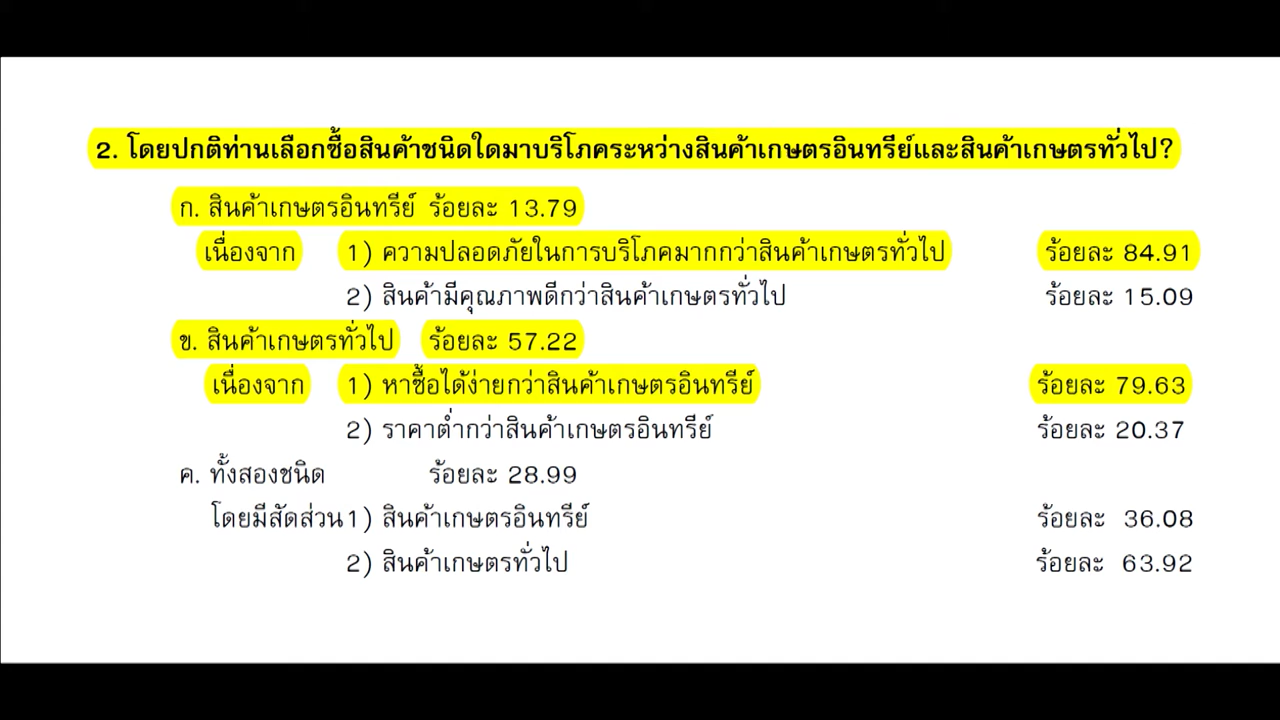 2. โดยปกติท่านเลือกซื้อสินค้าชนิดใดมาบริโภคระหว่างสินค้าเกษตรอินทรีย์และสินค้าเกษตรทั่วไป?
ก. สินค้าเกษตรอินทรีย์ ร้อยละ 13.79
เนื่องจาก 1) ความปลอดภัยในการบริโภคมากกว่าสินค้าเกษตรทั่วไป ร้อยละ 84.91
2) สินค้ามีคุณภาพดีกว่าสินค้าเกษตรทั่วไป ร้อยละ 15.09
ข. สินค้าเกษตรทั่วไป ร้อยละ 57.22
เนื่องจาก 1) หาซื้อได้ง่ายกว่าสินค้าเกษตรอินทรีย์ ร้อยละ 79.63
2) ราคาต่ำกว่าสินค้าเกษตรอินทรีย์ ร้อยละ 20.37
ค. ทั้งสองชนิด ร้อยละ 28.99
โดยมีสัดส่วน1) สินค้าเกษตรอินทรีย์ ร้อยละ 36.08
2) สินค้าเกษตรทั่วไป ร้อยละ 63.92